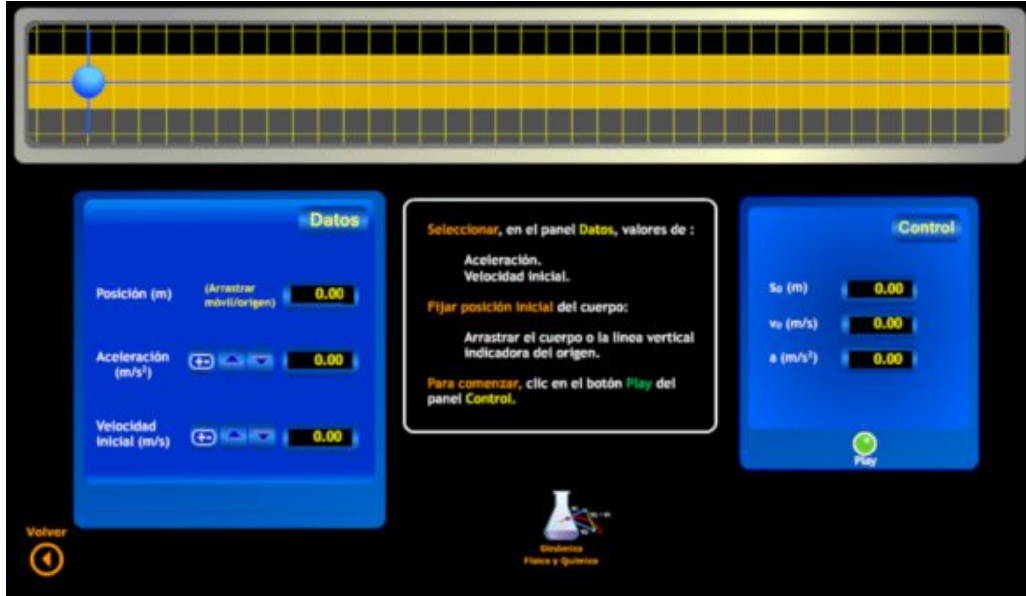 Datos
Posición (m)
(Arrastrar
móvil/origen)
0.00
Aceleración
(m/s²)
+-
0.00
Velocidad
inicial (m/s)
+-
0.00
Seleccionar, en el panel Datos, valores de :
Aceleración.
Velocidad inicial.
Fijar posición inicial del cuerpo:
Arrastrar el cuerpo o la línea vertical
indicadora del origen.
Para comenzar, clic en el botón Play del
panel Control.
Control
s₀ (m)
0.00
v₀ (m/s)
0.00
a (m/s²)
0.00
Play
Volver
Dinámica
Física y Química